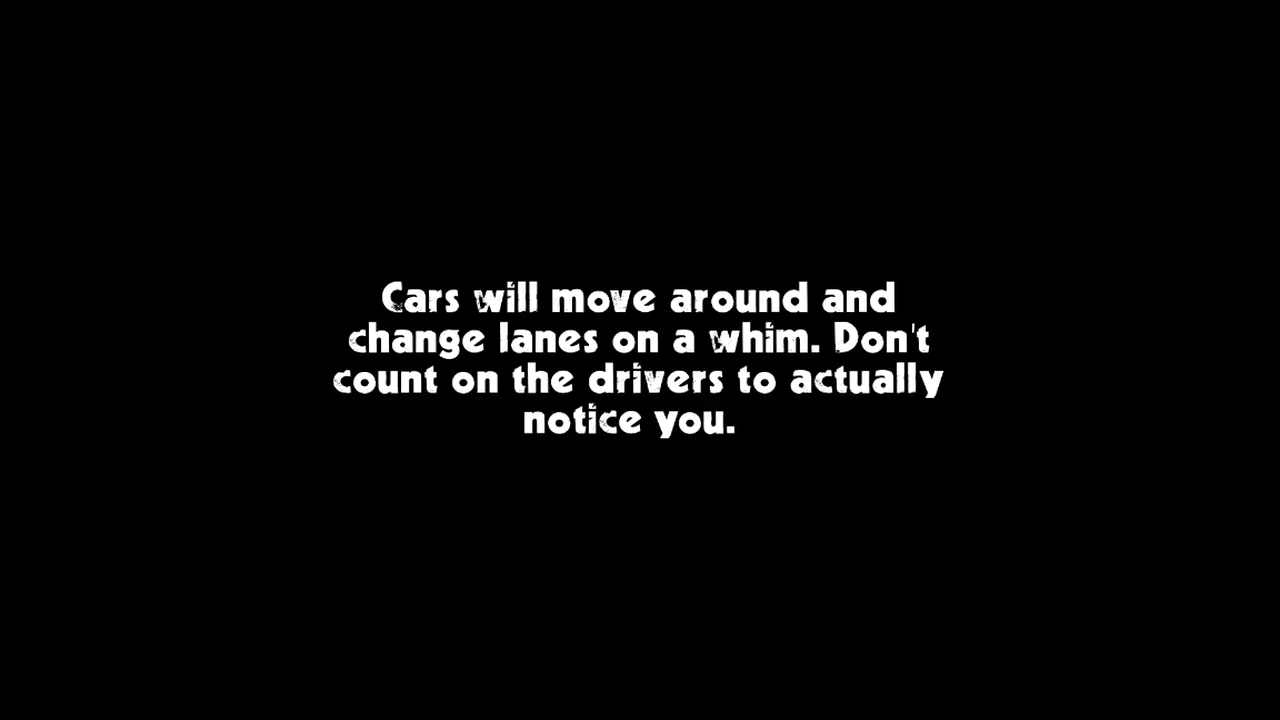 Cars will move around and
change lanes on a whim. Don't
count on the drivers to actually
notice you.